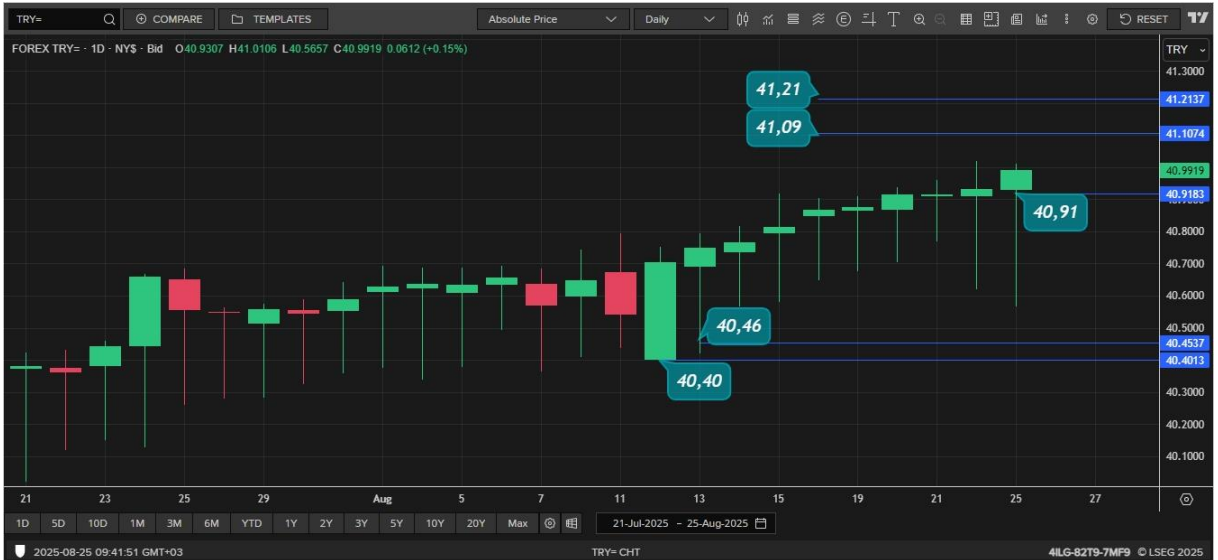 TRY=
COMPARE
TEMPLATES
Absolute Price
Daily
RESET
FOREX TRY= · 1D · NY$ · Bid O40.9307 H41.0106 L40.5657 C40.9919 0.0612 (+0.15%)
TRY
41.3000
41,21
41.2137
41,09
41.1074
40.9919
40.9183
40,91
40.8000
40.7000
40.6000
40.5000
40,46
40.4537
40.4013
40,40
40.3000
40.2000
40.1000
21 23 25 29 Aug 5 7 11 13 15 19 21 25 27
1D 5D 10D 1M 3M 6M YTD 1Y 2Y 3Y 5Y 10Y 20Y Max 21-Jul-2025 - 25-Aug-2025
2025-08-25 09:41:51 GMT+03 TRY= CHT 4ILG-82T9-7MF9 © LSEG 2025